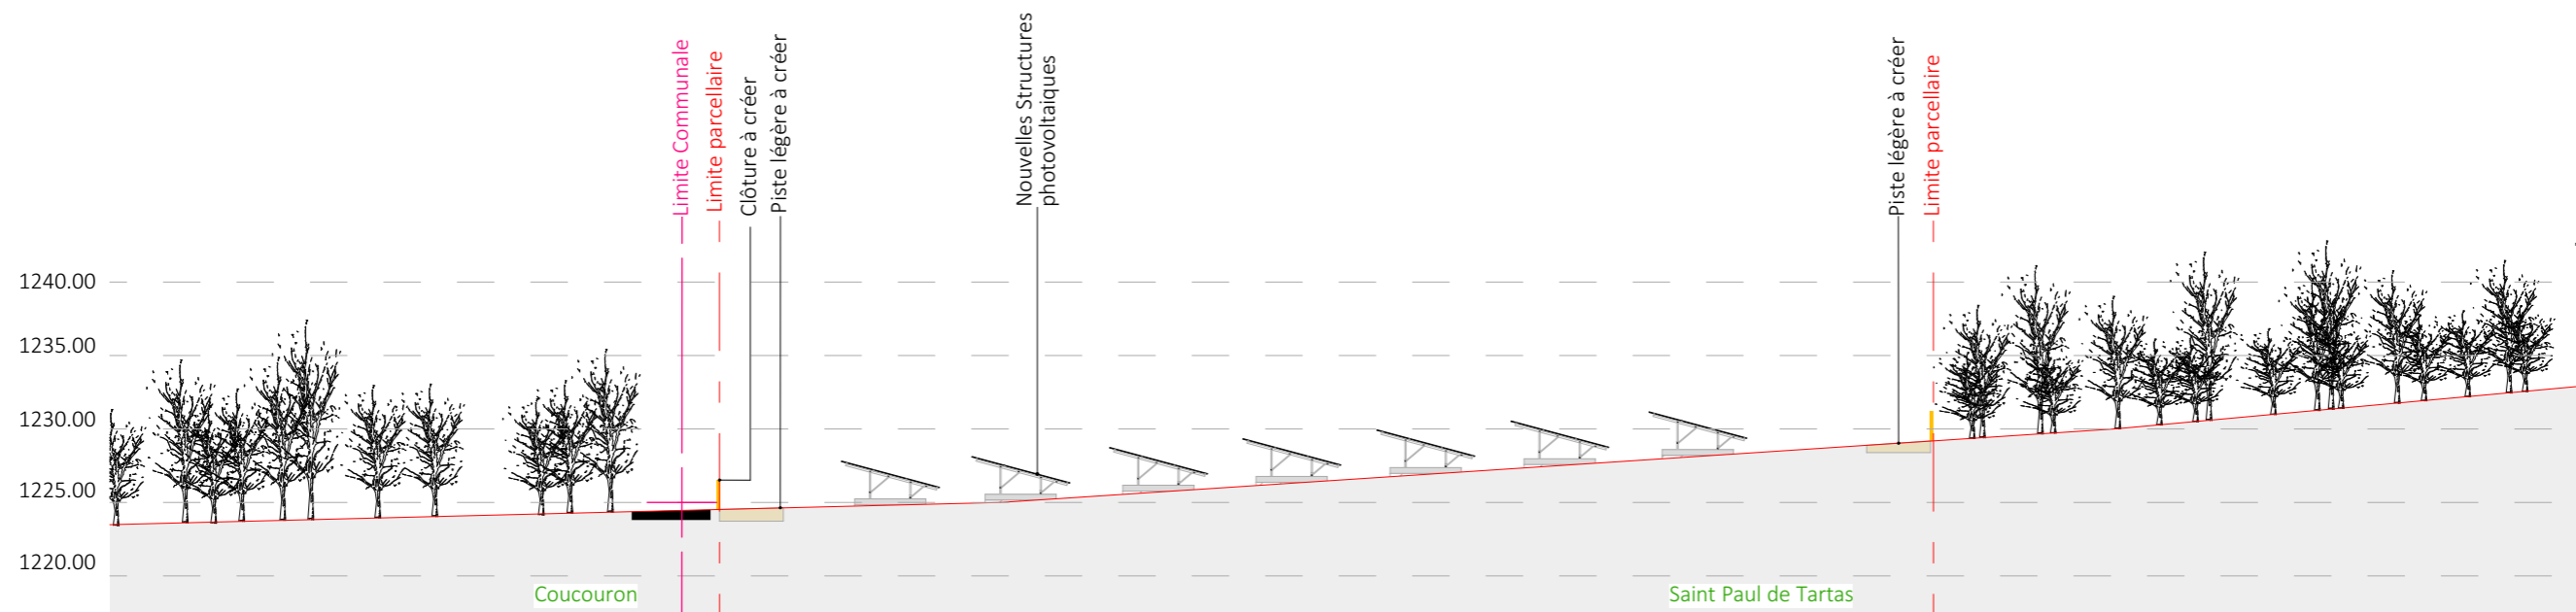 Limite Communale
Limite parcellaire
Clôture à créer
Piste légère à créer
Nouvelles Structures
photovoltaiques
Piste légère à créer
Limite parcellaire
1240.00
1235.00
1230.00
1225.00
1220.00
Coucouron
Saint Paul de Tartas